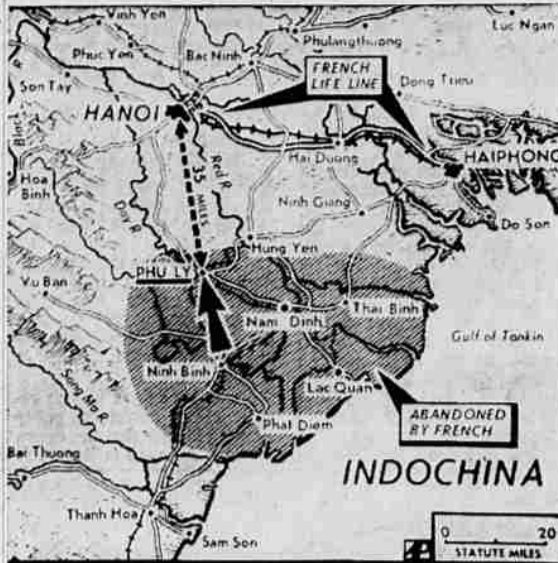 Vinh Yen
Phuc Yen
Bac Ninh
Phulangthuong
Luc Ngan
Son Tay
FRENCH
LIFE LINE
Dong Trieu
HANOI
HAIPHONG
Hai Duong
Red R
35
MILES
Hoa
Binh
Ninh Giang
Do Son
Hung Yen
PHU LY
Vu Ban
Nam Dinh
Thai Binh
Gulf of Tonkin
Ninh Binh
Lac Quan
Song Ma R
Phat Diem
ABANDONED
BY FRENCH
Bai Thuong
INDOCHINA
Thanh Hoa
Sam Son
0 20
STATUTE MILES